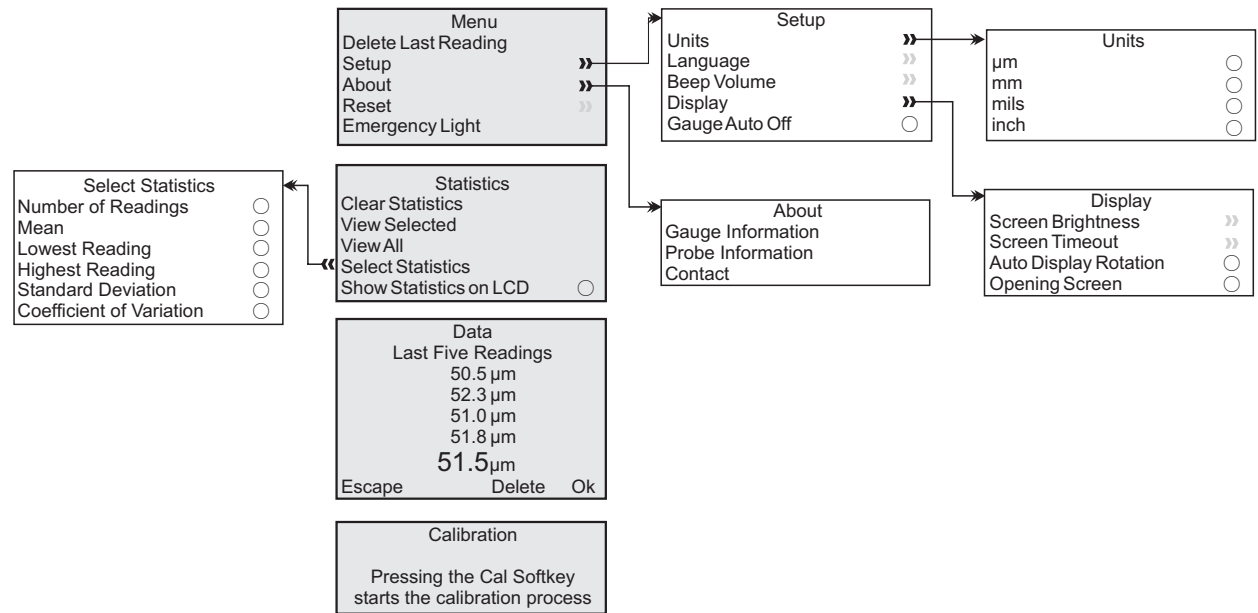 Menu
Delete Last Reading
Setup »
About »
Reset »
Emergency Light
Setup
Units »
Language »
Beep Volume »
Display »
Gauge Auto Off
Units
µm
mm
mils
inch
Select Statistics
Number of Readings
Mean
Lowest Reading
Highest Reading
Standard Deviation
Coefficient of Variation
Statistics
Clear Statistics
View Selected
View All
« Select Statistics
Show Statistics on LCD
About
Gauge Information
Probe Information
Contact
Display
Screen Brightness »
Screen Timeout »
Auto Display Rotation
Opening Screen
Data
Last Five Readings
50.5 µm
52.3 µm
51.0 µm
51.8 µm
51.5µm
Escape Delete Ok
Calibration
Pressing the Cal Softkey
starts the calibration process